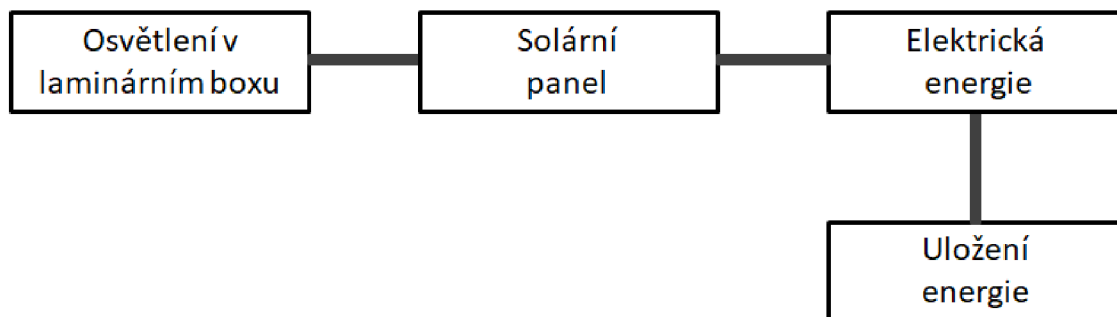 Osvětlení v
laminárním boxu
Solární
panel
Elektrická
energie
Uložení
energie